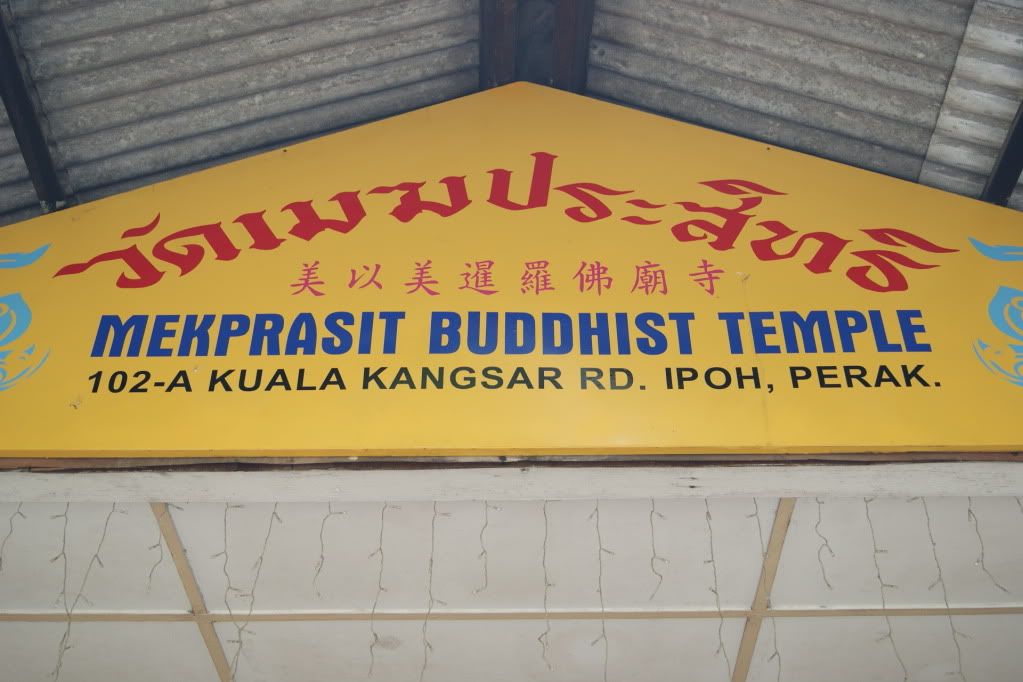 วัดเมฆประสิทธิ์
美以美暹羅佛廟寺
MEKPRASIT BUDDHIST TEMPLE
102-A KUALA KANGSAR RD. IPOH, PERAK.